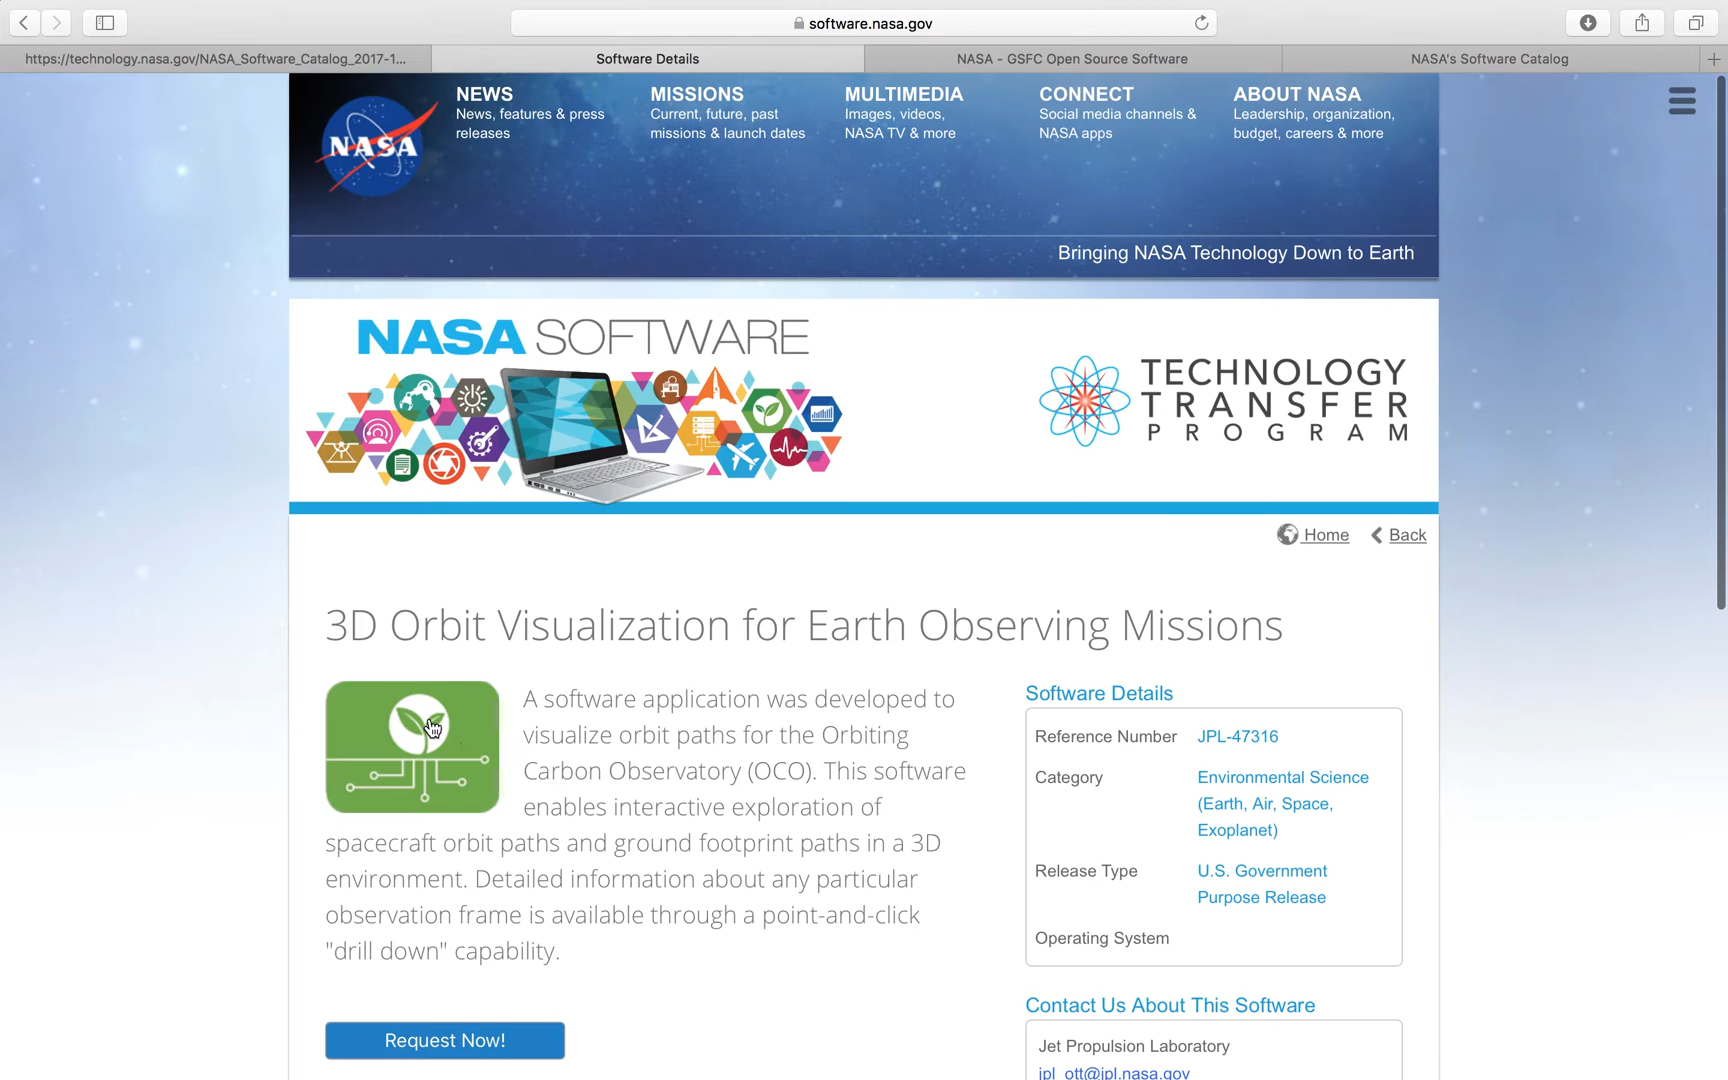 software.nasa.gov
https://technology.nasa.gov/NASA_Software_Catalog_2017-1...
Software Details
NASA - GSFC Open Source Software
NASA's Software Catalog
NASA
NEWS
News, features & press
releases
MISSIONS
Current, future, past
missions & launch dates
MULTIMEDIA
Images, videos,
NASA TV & more
CONNECT
Social media channels &
NASA apps
ABOUT NASA
Leadership, organization,
budget, careers & more
Bringing NASA Technology Down to Earth
NASA SOFTWARE
TECHNOLOGY
TRANSFER
PROGRAM
Home
Back
3D Orbit Visualization for Earth Observing Missions
A software application was developed to
visualize orbit paths for the Orbiting
Carbon Observatory (OCO). This software
enables interactive exploration of
spacecraft orbit paths and ground footprint paths in a 3D
environment. Detailed information about any particular
observation frame is available through a point-and-click
"drill down" capability.
Request Now!
Software Details
Reference Number JPL-47316
Category Environmental Science
(Earth, Air, Space,
Exoplanet)
Release Type U.S. Government
Purpose Release
Operating System
Contact Us About This Software
Jet Propulsion Laboratory
jpl_ott@jpl.nasa.gov